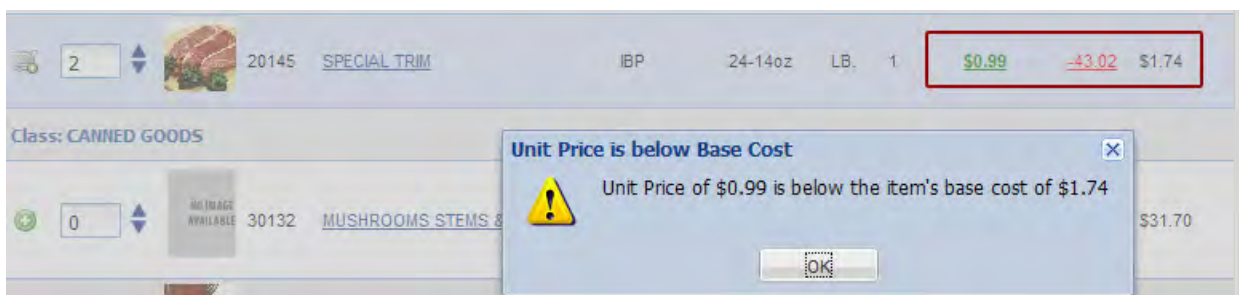 2 20145 SPECIAL TRIM IBP 24-14oz LB. 1 $0.99 -43.02 $1.74
Class: CANNED GOODS
Unit Price is below Base Cost
Unit Price of $0.99 is below the item's base cost of $1.74
0 NO IMAGE AVAILABLE 30132 MUSHROOMS STEMS & $31.70
OK